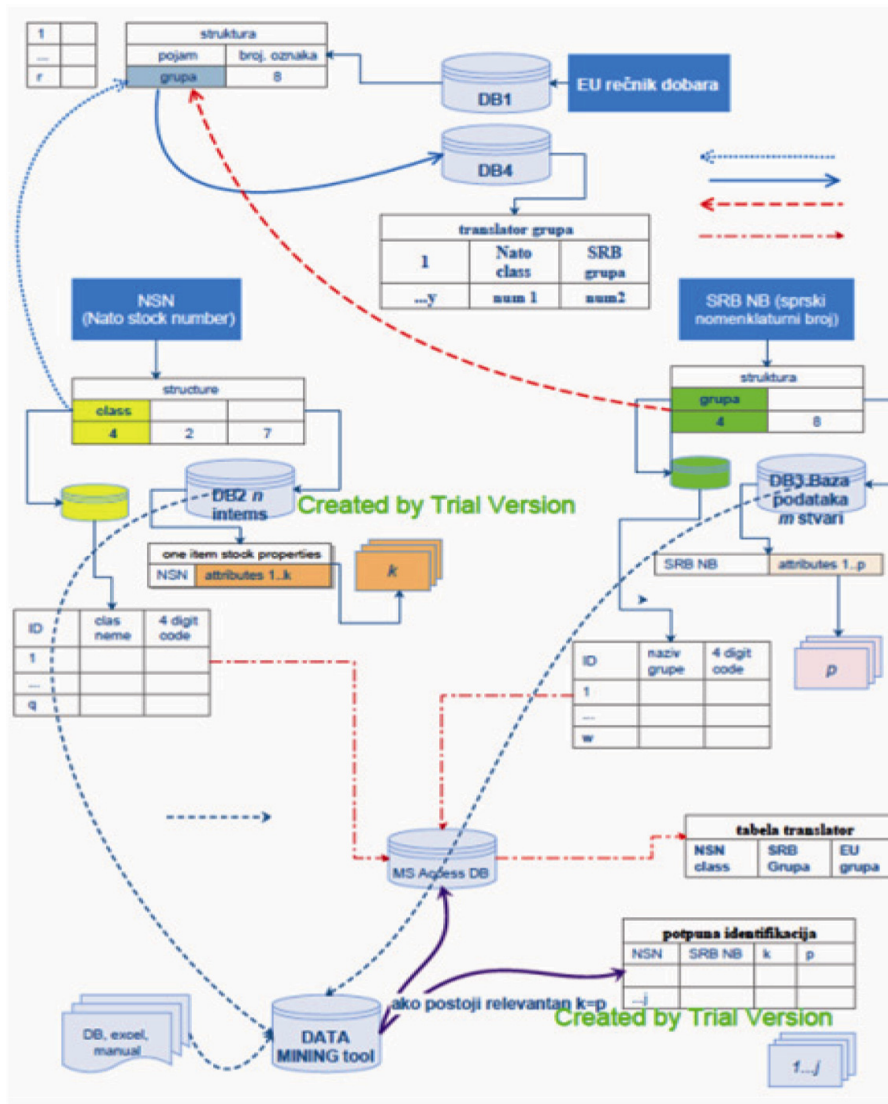 1
...
r
struktura
pojam broj, oznaka
grupa 8
DB1
EU rečnik dobara
DB4
translator grupa
1 Nato class SRB grupa
...y num 1 num2
NSN
(Nato stock number)
SRB NB (sprski
nomenklaturni broj)
structure
class
4 2 7
struktura
grupa
4 8
DB2 n
intems
Created by Trial Version
DB3.Baza
podataka
m stvari
one item stock properties
NSN attributes 1..k
k
SRB NB attributes 1..p
p
ID clas neme 4 digit code
1
...
q
ID naziv grupe 4 digit code
1
....
w
MS Access DB
tabela translator
NSN class SRB Grupa EU grupa
potpuna identifikacija
NSN SRB NB k p
...j
ako postoji relevantan k=p
Created by Trial Version
DB, excel,
manual
DATA
MINING tool
1...j